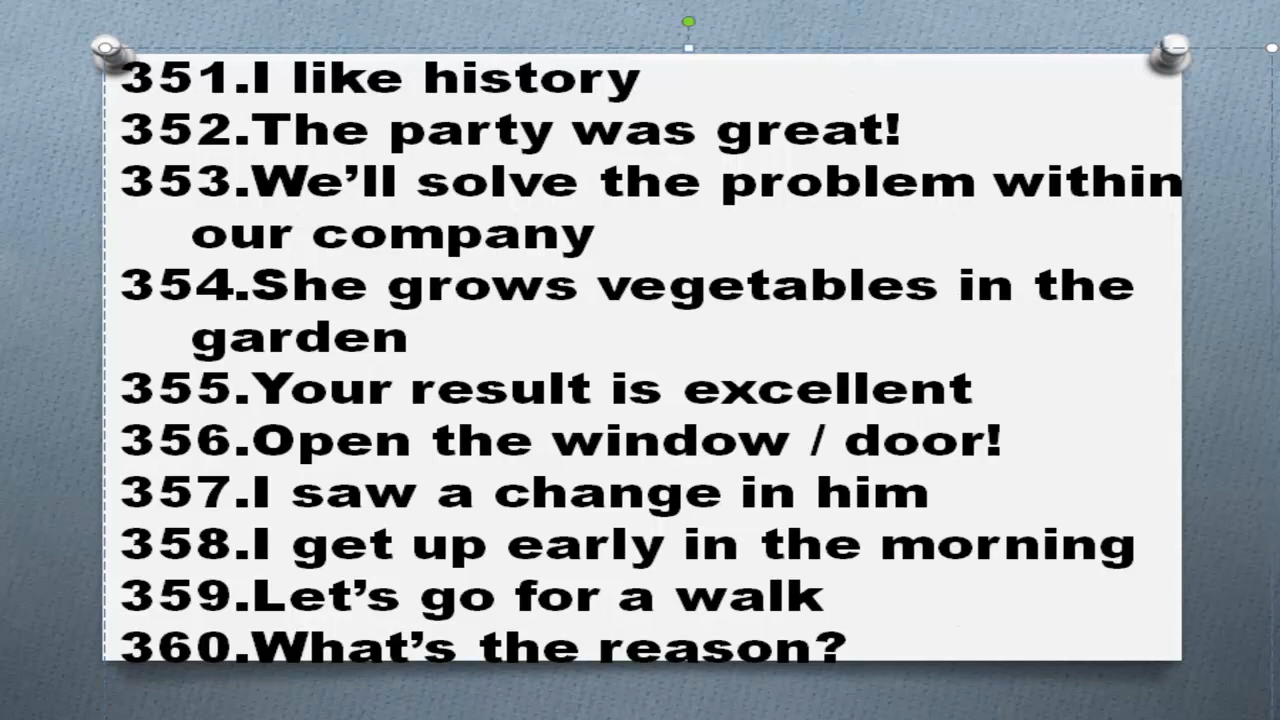 351.I like history
352.The party was great!
353.We’ll solve the problem within
our company
354.She grows vegetables in the
garden
355.Your result is excellent
356.Open the window / door!
357.I saw a change in him
358.I get up early in the morning
359.Let’s go for a walk
360.What’s the reason?